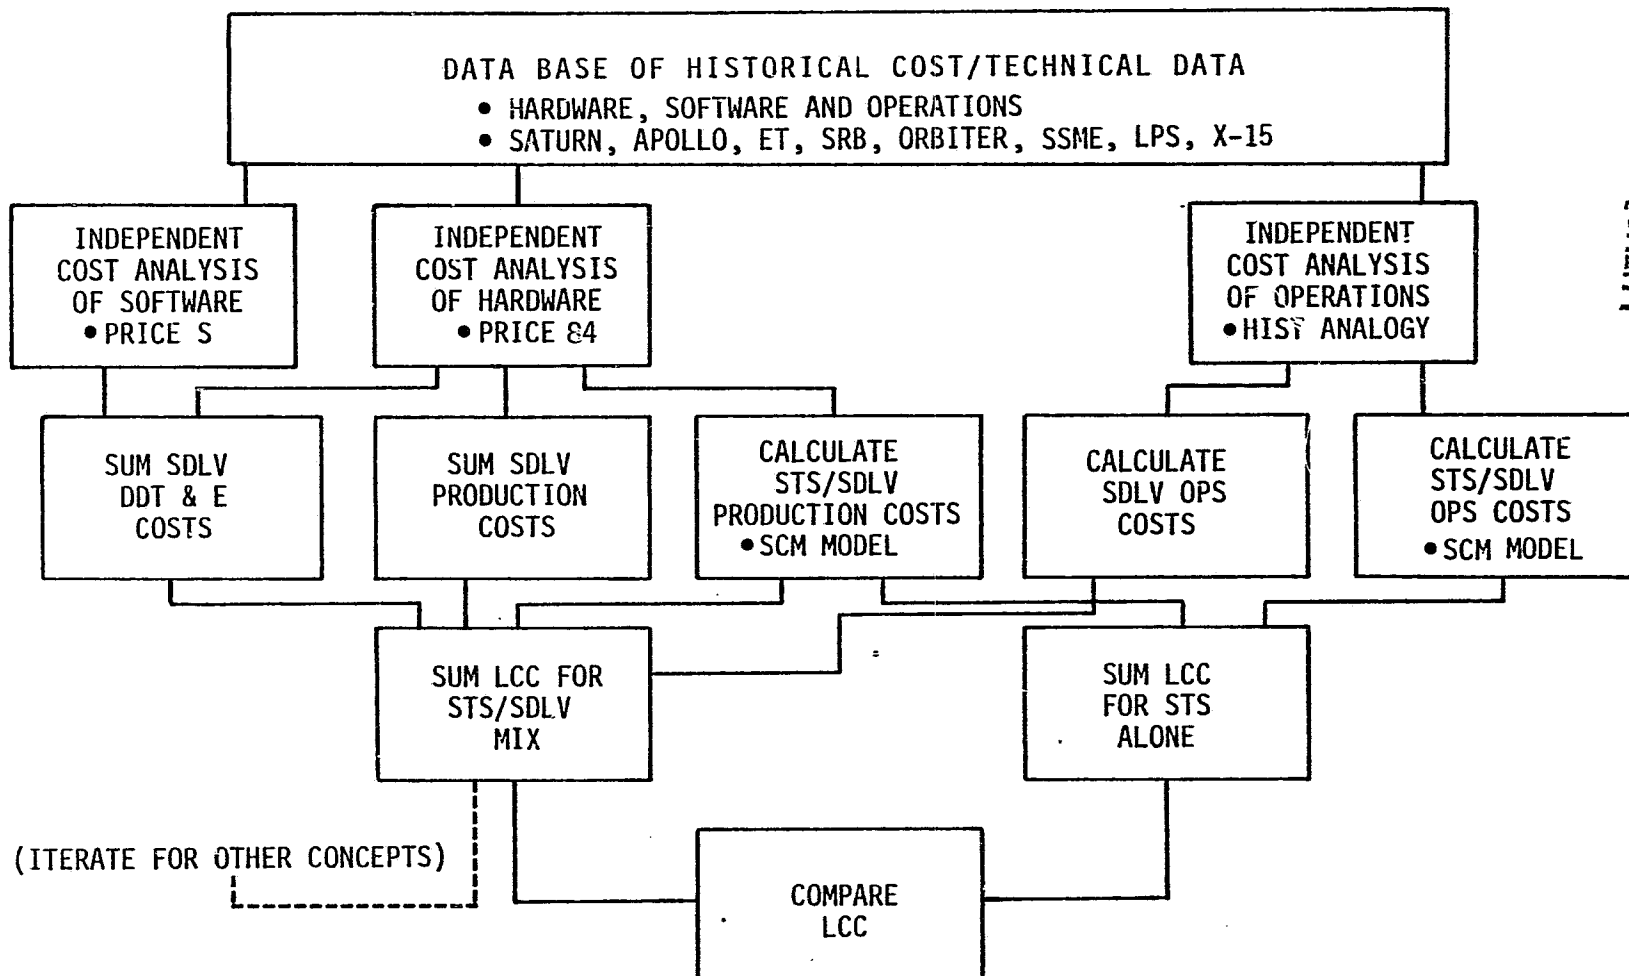 DATA BASE OF HISTORICAL COST/TECHNICAL DATA
• HARDWARE, SOFTWARE AND OPERATIONS
• SATURN, APOLLO, ET, SRB, ORBITER, SSME, LPS, X-15
INDEPENDENT
COST ANALYSIS
OF SOFTWARE
• PRICE S
INDEPENDENT
COST ANALYSIS
OF HARDWARE
• PRICE 84
INDEPENDENT
COST ANALYSIS
OF OPERATIONS
• HIST ANALOGY
SUM SDLV
DDT & E
COSTS
SUM SDLV
PRODUCTION
COSTS
CALCULATE
STS/SDLV
PRODUCTION COSTS
• SCM MODEL
CALCULATE
SDLV OPS
COSTS
CALCULATE
STS/SDLV
OPS COSTS
• SCM MODEL
SUM LCC FOR
STS/SDLV
MIX
SUM LCC
FOR STS
ALONE
(ITERATE FOR OTHER CONCEPTS)
COMPARE
LCC